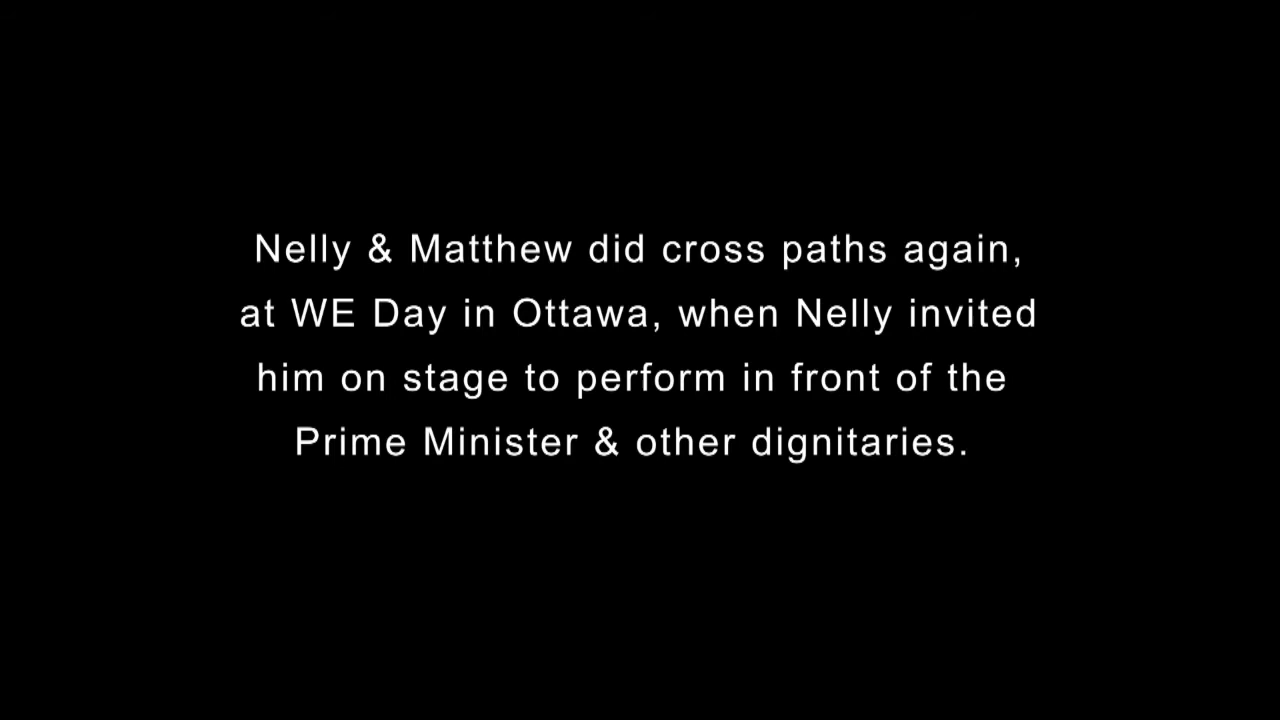 Nelly & Matthew did cross paths again,
at WE Day in Ottawa, when Nelly invited
him on stage to perform in front of the
Prime Minister & other dignitaries.